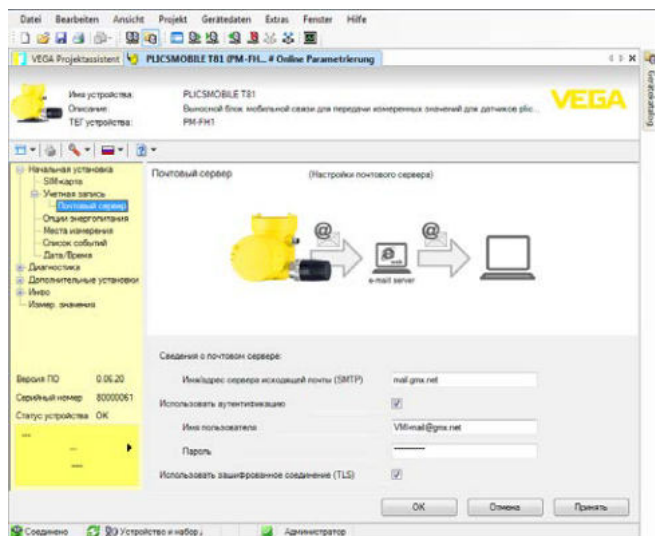 Datei Bearbeiten Ansicht Projekt Gerätedaten Extras Fenster Hilfe
VEGA Projektassistent PLICSMOBILE T81 (PM-FH... # Online Parametrierung
Gerätekatalog
Имя устройства: PLICSMOBILE T81
Описание: Выносной блок мобильной связи для передачи измеренных значений для датчиков plic...
ТЕГ устройства: PM-FH1
VEGA
Начальная установка
SIM-карта
Учетная запись
Почтовый сервер
Опции энергопитания
Места измерения
Список событий
Дата/Время
Диагностика
Дополнительные установки
Инфо
Измер. значения
Почтовый сервер (Настройки почтового сервера)
@ @
@
web
e-mail server
Сведения о почтовом сервере:
Имя/адрес сервера исходящей почты (SMTP) mail.gmx.net
Использовать аутентификацию
Имя пользователя VMI-mail@gmx.net
Пароль
Использовать зашифрованное соединение (TLS)
Версия ПО 0.06.20
Серийный номер 80000061
Статус устройства OK
---
---
---
OK Отмена Принять
Соединено Устройство и набор Администратор